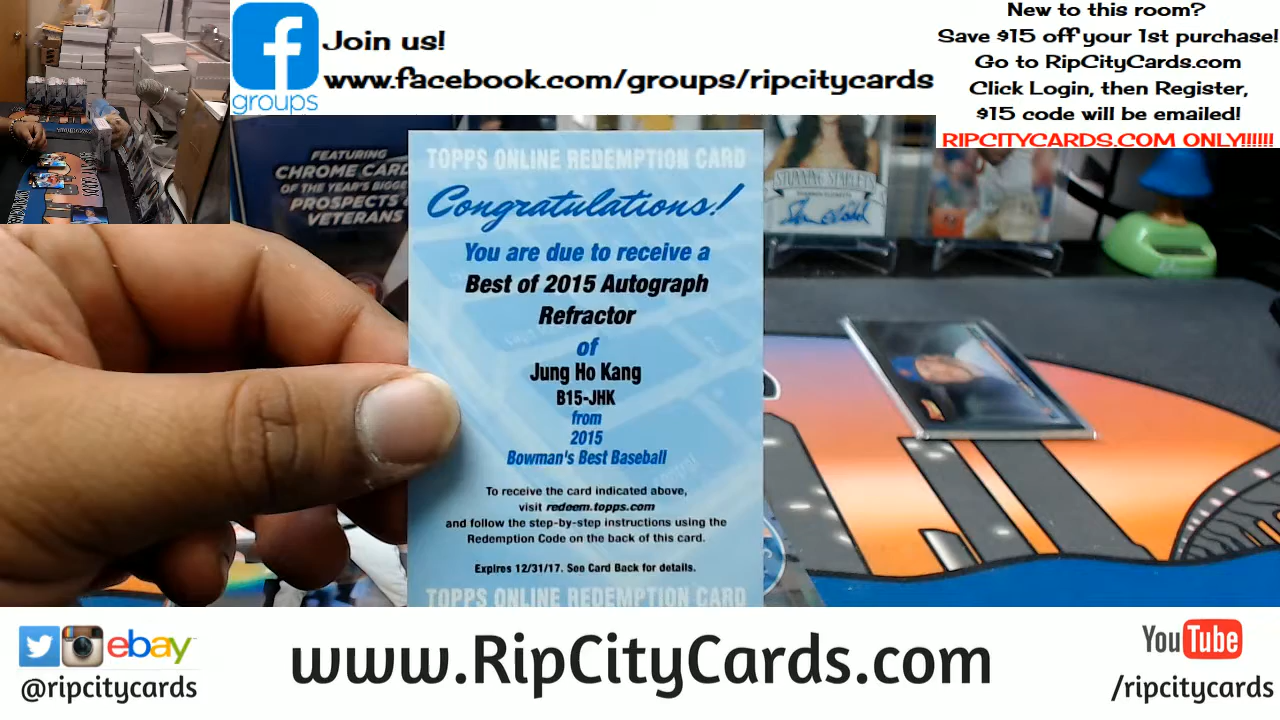 groups
Join us!
www.facebook.com/groups/ripcitycards
New to this room?
Save $15 off your 1st purchase!
Go to RipCityCards.com
Click Login, then Register,
$15 code will be emailed!
RIPCITYCARDS.COM ONLY!!!!!!
FEATURING
CHROME CARD
OF THE YEAR'S BIGGE
PROSPECTS &
VETERANS
TOPPS ONLINE REDEMPTION CARD
Congratulations!
You are due to receive a
Best of 2015 Autograph
Refractor
of
Jung Ho Kang
B15-JHK
from
2015
Bowman's Best Baseball
To receive the card indicated above,
visit redeem.topps.com
and follow the step-by-step instructions using the
Redemption Code on the back of this card.
Expires 12/31/17. See Card Back for details.
TOPPS ONLINE REDEMPTION CARD
STUNNING STARLETS
ebay
@ripcitycards
www.RipCityCards.com
YouTube
/ripcitycards